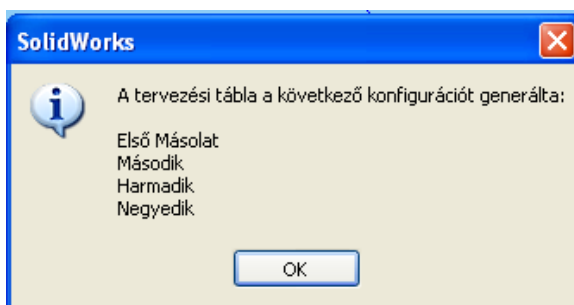 SolidWorks
A tervezési tábla a következő konfigurációt generálta:
Első Másolat
Második
Harmadik
Negyedik
OK